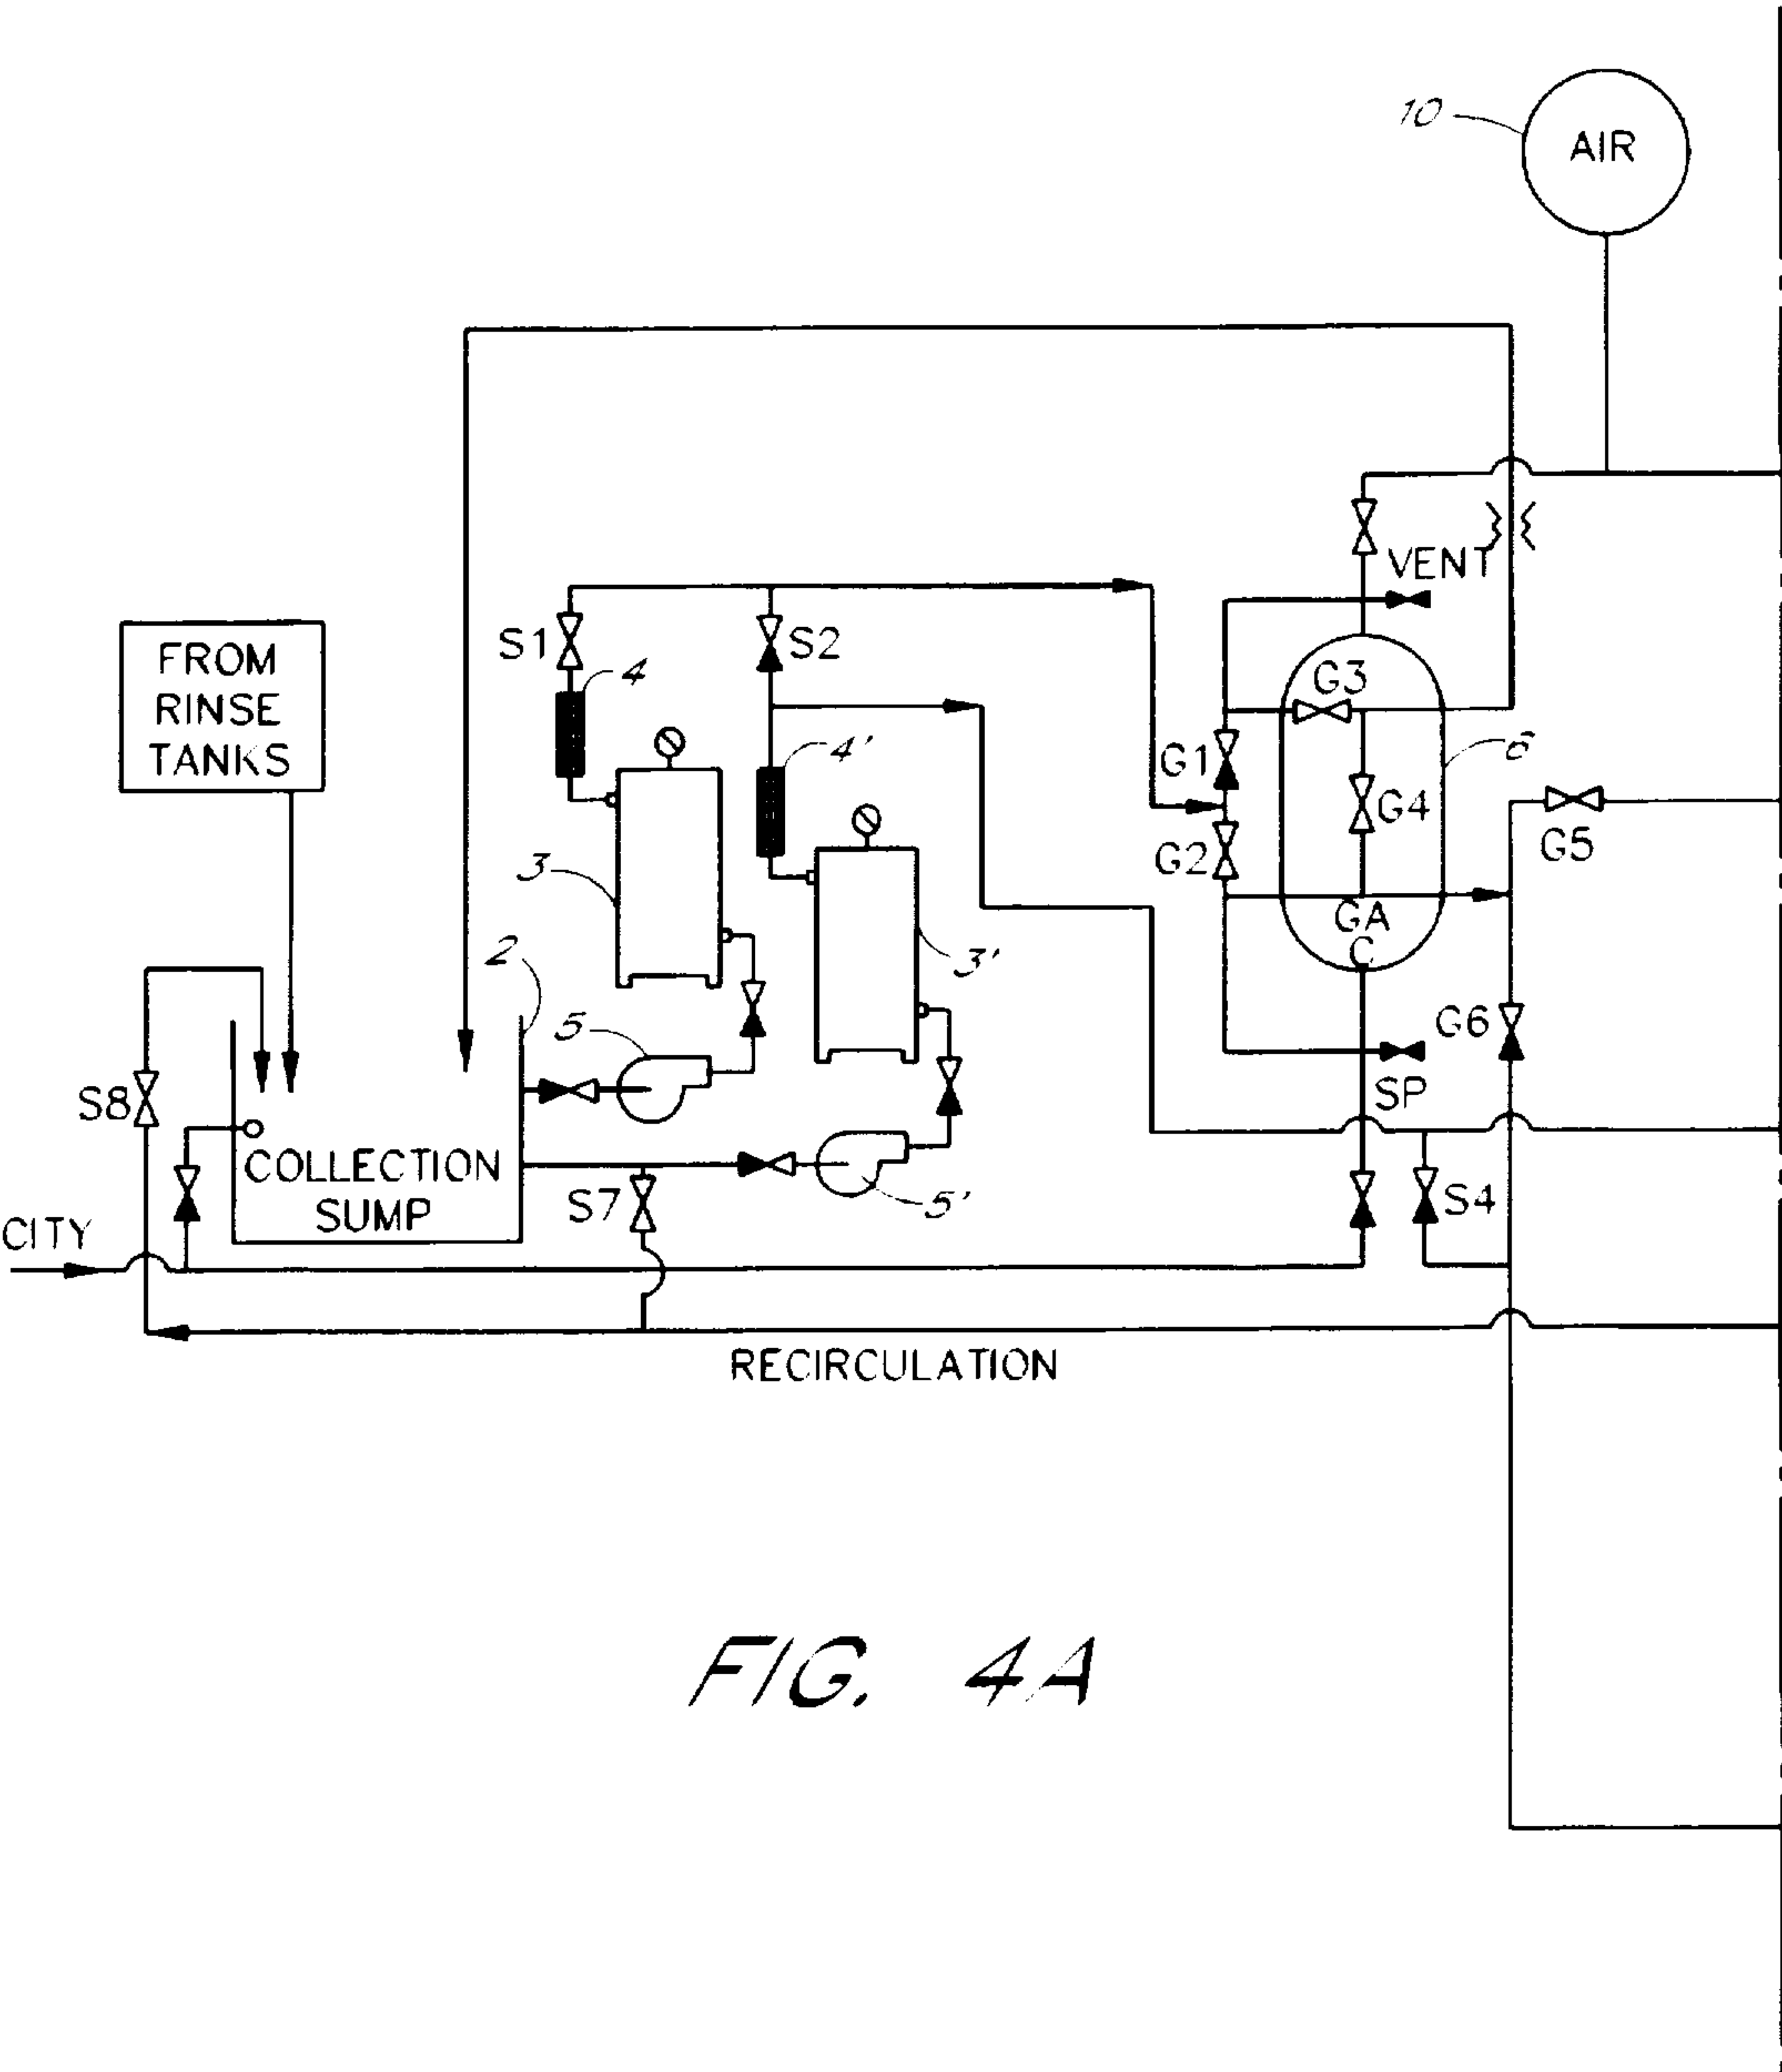 10
AIR
VENT
S1
S2
4
FROM
RINSE
TANKS
G3
4'
6
G1
G4
G2
G5
3
GA
C
3'
2
G6
5
S8
SP
COLLECTION
SUMP
S7
5'
S4
CITY
RECIRCULATION
FIG. 4A